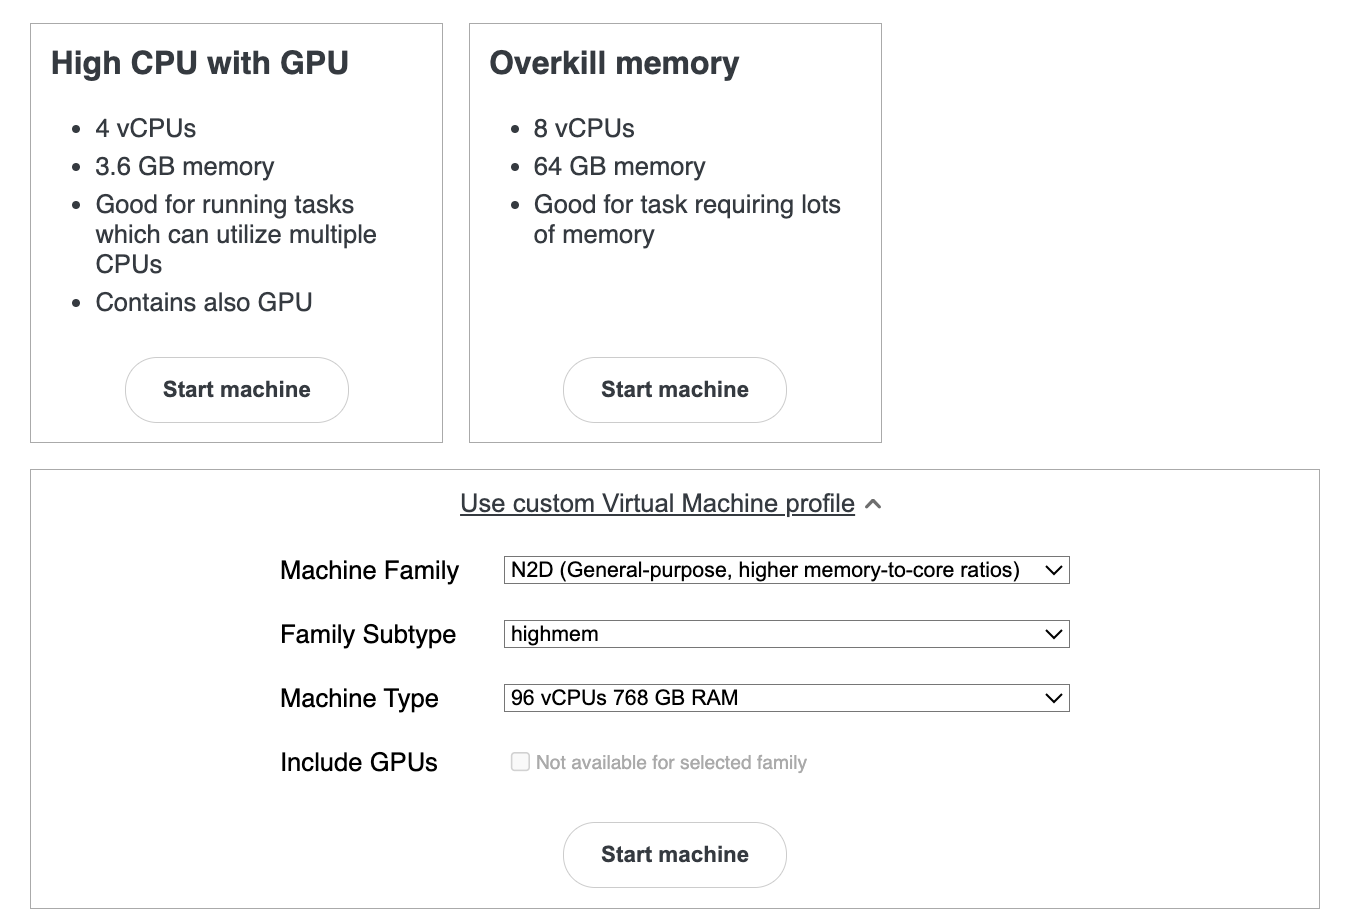 High CPU with GPU
4 vCPUs
3.6 GB memory
Good for running tasks
which can utilize multiple
CPUs
Contains also GPU
Start machine
Overkill memory
8 vCPUs
64 GB memory
Good for task requiring lots
of memory
Start machine
Use custom Virtual Machine profile
Machine Family
N2D (General-purpose, higher memory-to-core ratios)
Family Subtype
highmem
Machine Type
96 vCPUs 768 GB RAM
Include GPUs
Not available for selected family
Start machine